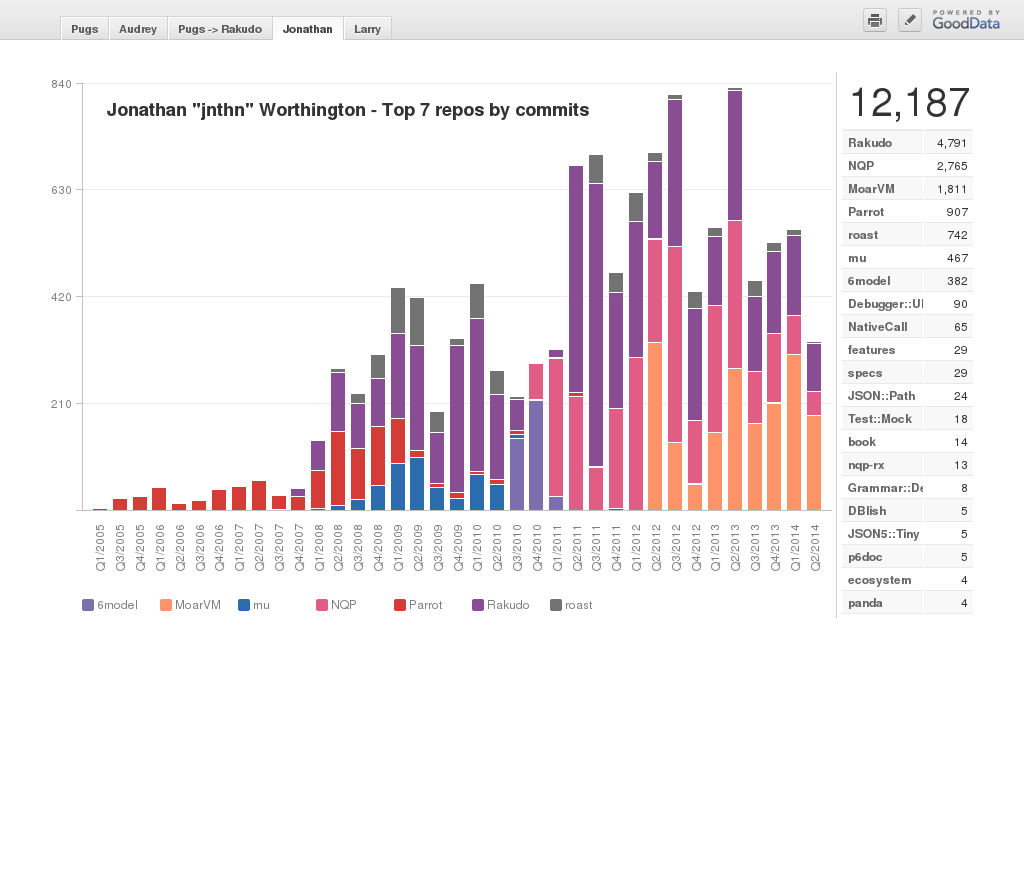 Pugs Audrey Pugs -> Rakudo Jonathan Larry
POWERED BY
GoodData
Jonathan "jnthn" Worthington - Top 7 repos by commits
840
630
420
210
Q1/2005 Q3/2005 Q4/2005 Q1/2006 Q2/2006 Q3/2006 Q4/2006 Q1/2007 Q2/2007 Q3/2007 Q4/2007 Q1/2008 Q2/2008 Q3/2008 Q4/2008 Q1/2009 Q2/2009 Q3/2009 Q4/2009 Q1/2010 Q2/2010 Q3/2010 Q4/2010 Q1/2011 Q2/2011 Q3/2011 Q4/2011 Q1/2012 Q2/2012 Q3/2012 Q4/2012 Q1/2013 Q2/2013 Q3/2013 Q4/2013 Q1/2014 Q2/2014
6model MoarVM mu NQP Parrot Rakudo roast
12,187
Rakudo 4,791
NQP 2,765
MoarVM 1,811
Parrot 907
roast 742
mu 467
6model 382
Debugger::UI 90
NativeCall 65
features 29
specs 29
JSON::Path 24
Test::Mock 18
book 14
nqp-rx 13
Grammar::De 8
DBIish 5
JSON5::Tiny 5
p6doc 5
ecosystem 4
panda 4